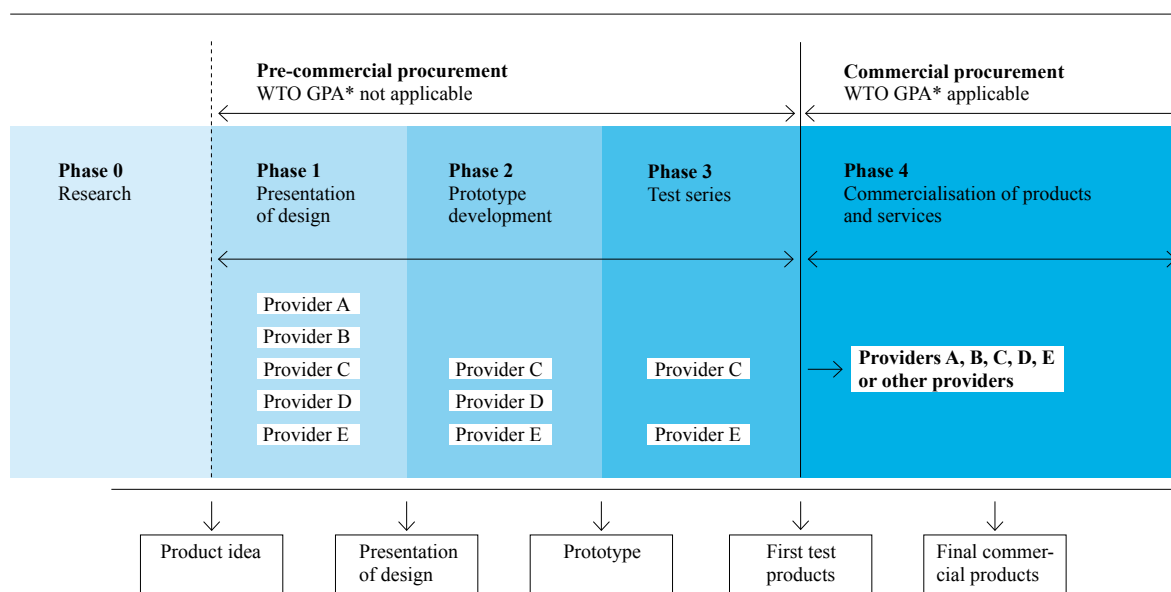 Pre-commercial procurement
WTO GPA* not applicable
Commercial procurement
WTO GPA* applicable
Phase 0
Research
Phase 1
Presentation
of design
Phase 2
Prototype
development
Phase 3
Test series
Phase 4
Commercialisation of products
and services
Provider A
Provider B
Provider C
Provider D
Provider E
Provider C
Provider D
Provider E
Provider C
Provider E
Providers A, B, C, D, E
or other providers
Product idea
Presentation
of design
Prototype
First test
products
Final commer-
cial products